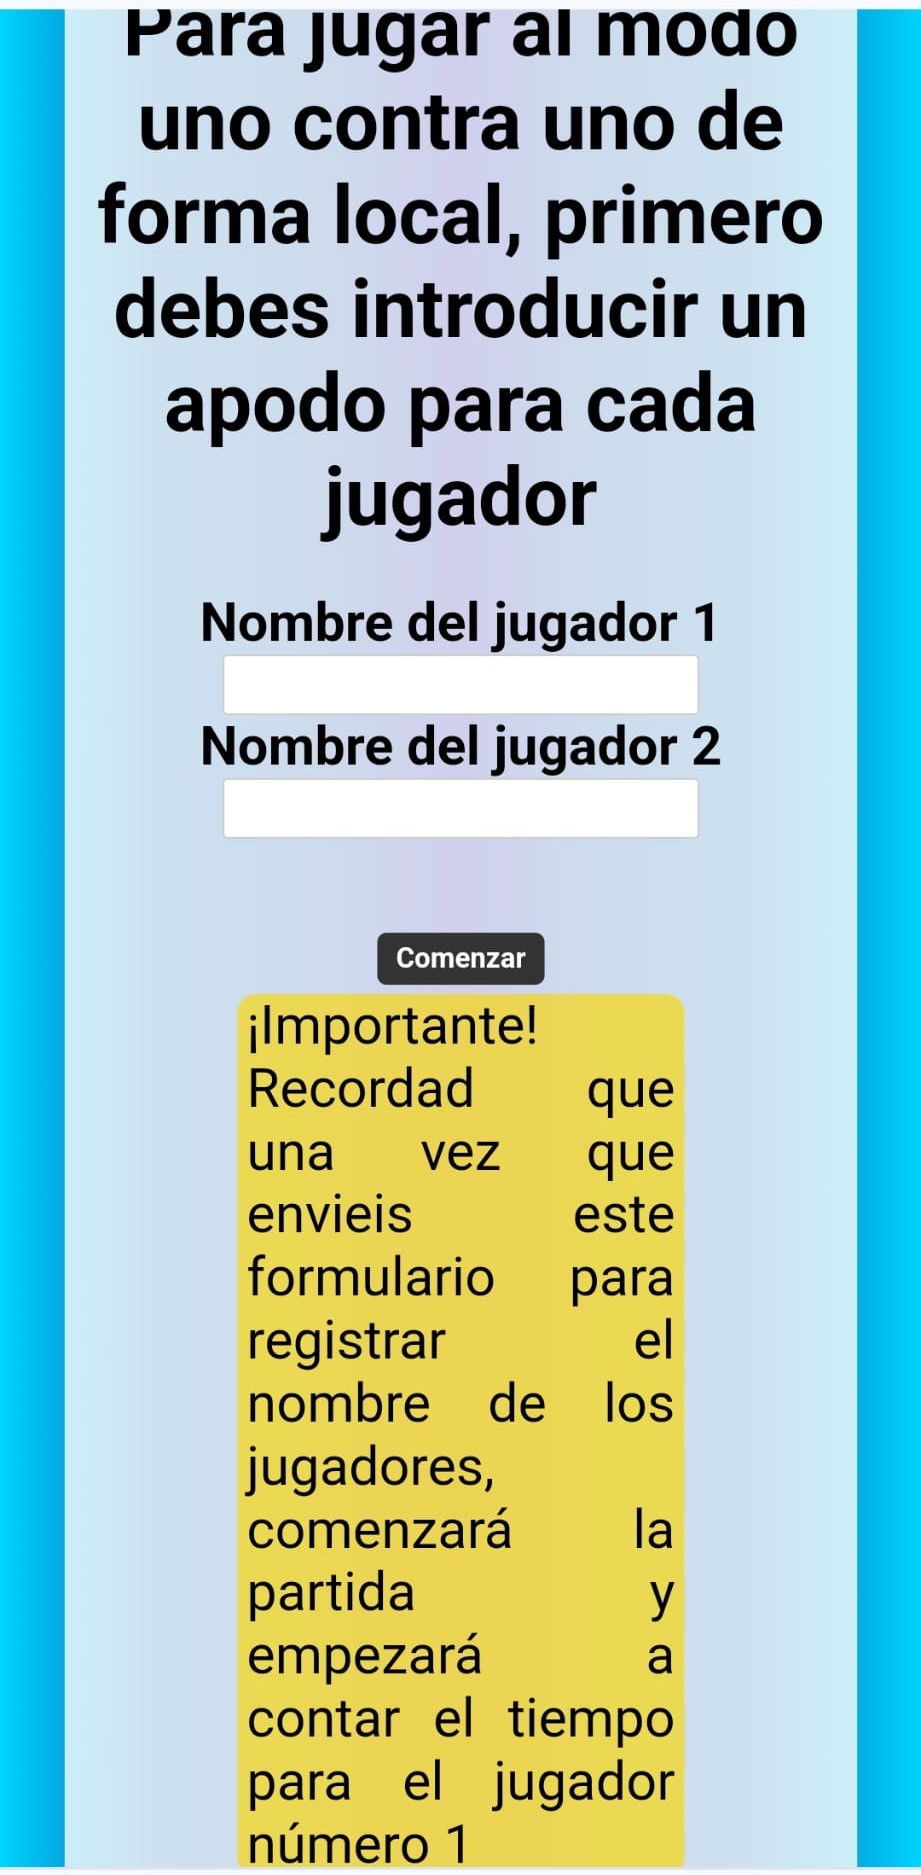 Para jugar al modo
uno contra uno de
forma local, primero
debes introducir un
apodo para cada
jugador
Nombre del jugador 1
Nombre del jugador 2
Comenzar
¡Importante!
Recordad que
una vez que
envieis este
formulario para
registrar el
nombre de los
jugadores,
comenzará la
partida y
empezará a
contar el tiempo
para el jugador
número 1